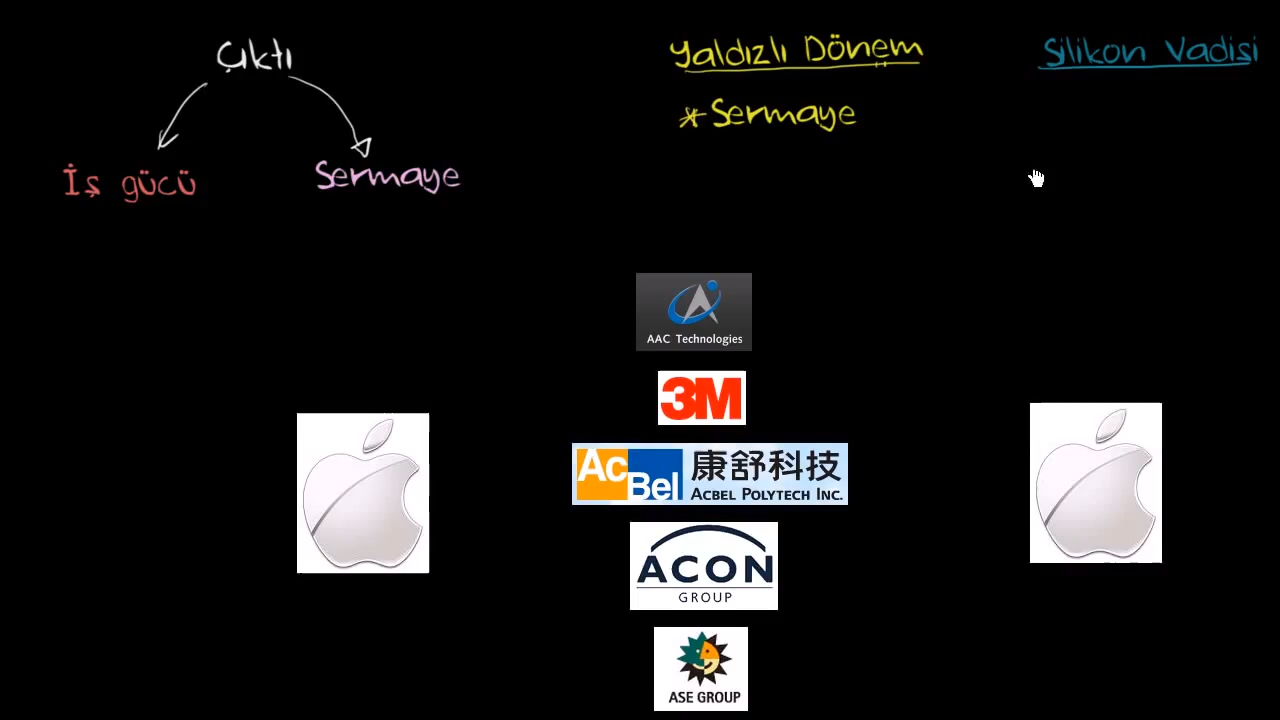 Çıktı
İş gücü
Sermaye
Yaldızlı Dönem
* Sermaye
Silikon Vadisi
AAC Technologies
3M
AcBel 康舒科技
ACBEL POLYTECH INC.
ACON
GROUP
ASE GROUP